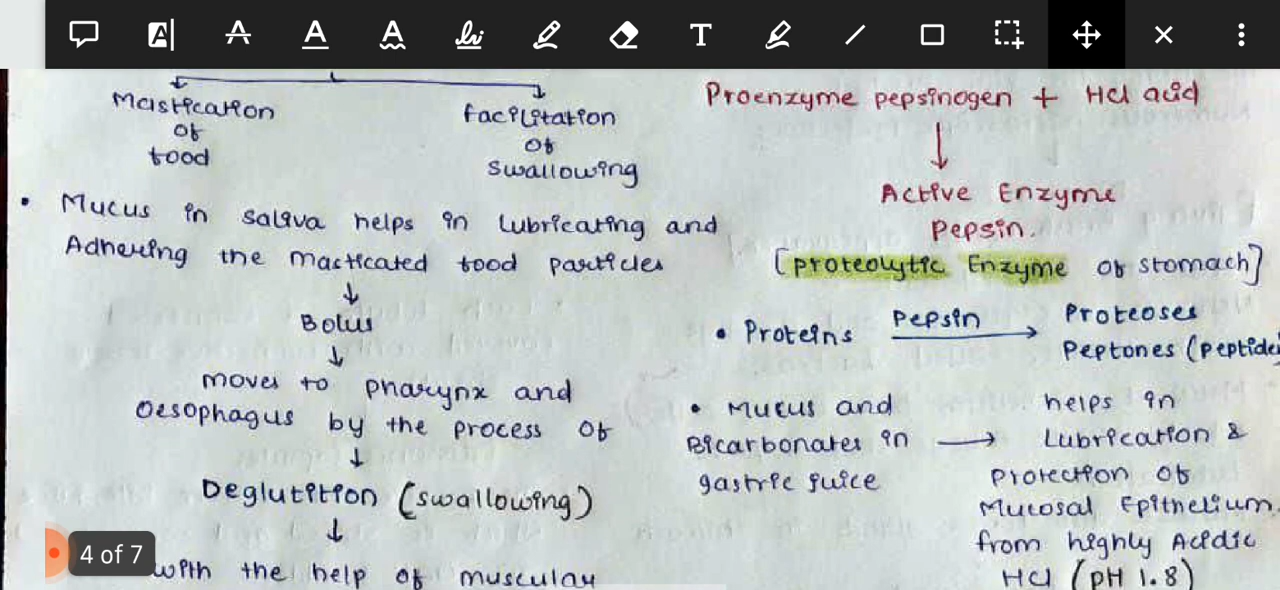 Mastication
of
food
Facilitation
of
Swallowing
• Mucus in saliva helps in lubricating and
Adhering the masticated food particles
↓
Bolus
↓
moves to pharynx and
Oesophagus by the process of
↓
Deglutition (swallowing)
↓
with the help of muscular
Proenzyme pepsinogen + HCl acid
↓
Active Enzyme
Pepsin.
[proteolytic Enzyme of stomach]
• Proteins Pepsin → Proteoses
Peptones (peptides
• Mucus and
Bicarbonates in →
gastric juice
helps in
Lubrication &
protection of
Mucosal Epithelium
from highly Acidic
HCl (pH 1.8)
4 of 7